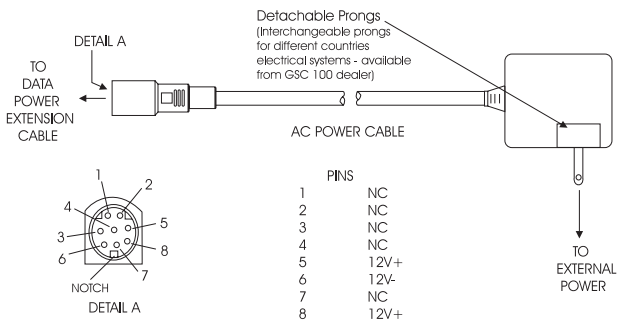 Detachable Prongs
(Interchangeable prongs
for different countries
electrical systems - available
from GSC 100 dealer)
DETAIL A
TO
DATA
POWER
EXTENSION
CABLE
AC POWER CABLE
TO
EXTERNAL
POWER
1
2
4
5
3
6
8
7
NOTCH
DETAIL A
PINS
1 NC
2 NC
3 NC
4 NC
5 12V+
6 12V-
7 NC
8 12V+